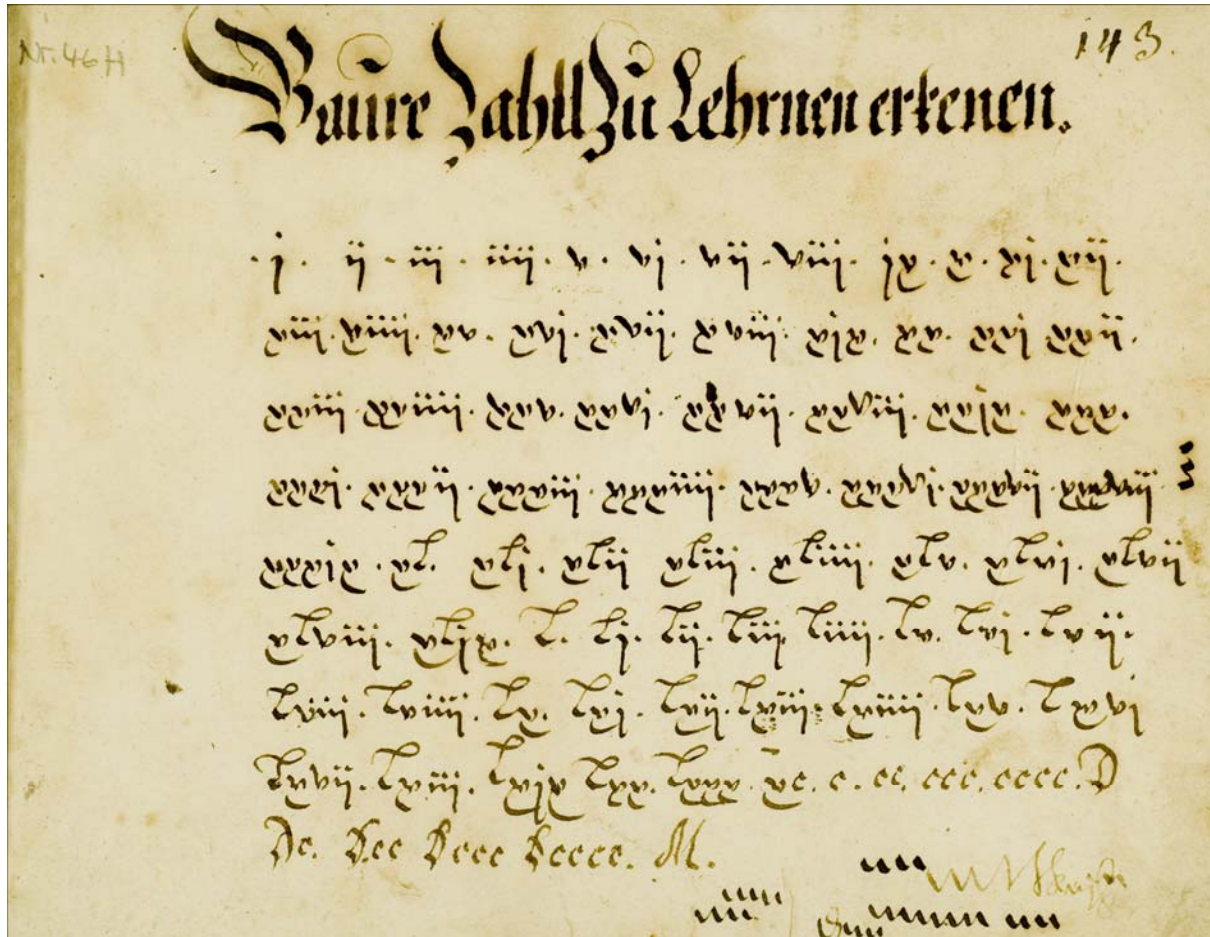 Nr. 46 H
143.
Baure Zahll Zu Lehrnen erkenen.
. j . ij . iij . iiij . v . vj . vij . viij . jx . x . xj . xij .
xiij . xiiij . xv . xvj . xvij . xviij . xjx . xx . xxj xxij .
xxiij xxiiij . xxv . xxvj . xxvij . xxviij . xxjx . xxx .
xxxj . xxxij . xxxiij . xxxiiij . xxxv . xxxvj . xxxvij . xxxviij
xxxjx . xl . xlj . xlij xliij . xliiij . xlv . xlvj . xlvij
xlviij . xljx . l . lj . lij . liij liiij . lv . lvj . lvij .
lviij . lviiij . lx . lxj . lxij . lxiij . lxiiij . lxv . lxvj
lxvij . lxviij . lxjx lxx . lxxx . xc . c . cc . ccc . cccc . D
Dc . Dcc Dccc Dcccc . M .